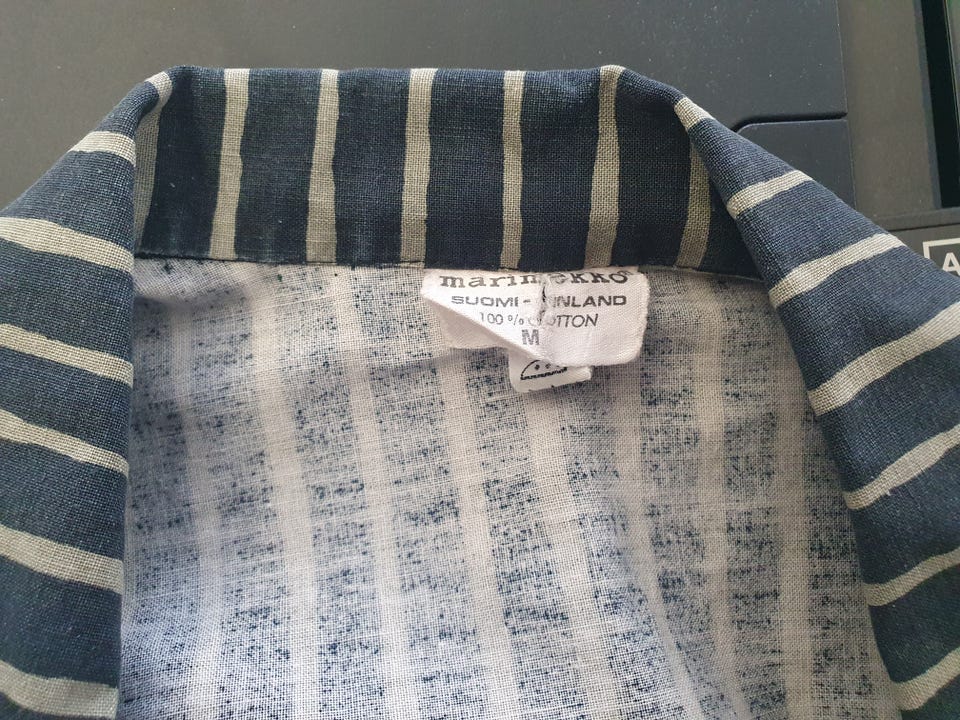 marimekko®
SUOMI - FINLAND
100 % COTTON
M
A